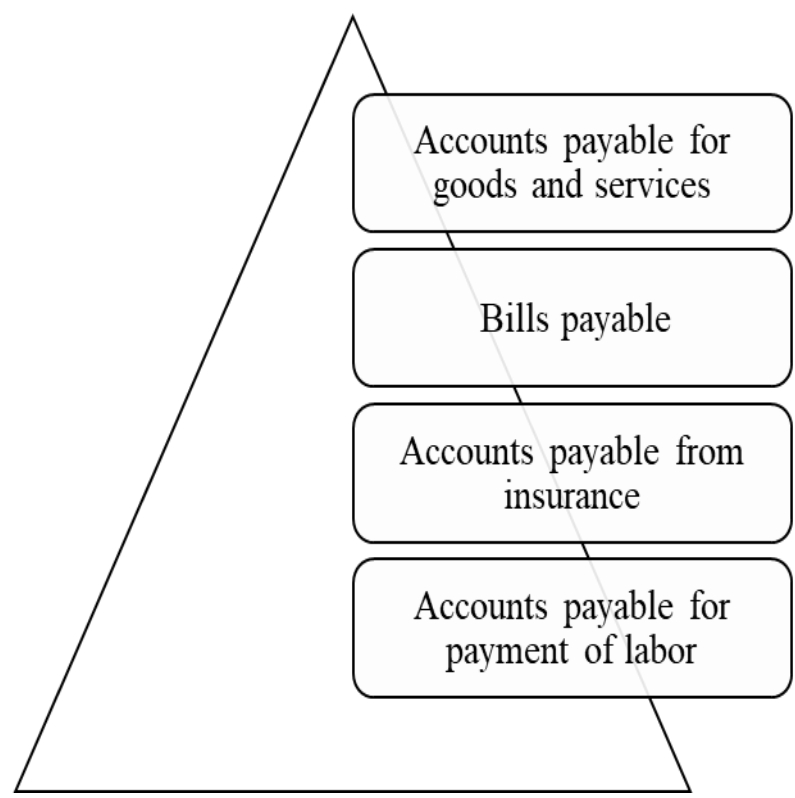 Accounts payable for
goods and services
Bills payable
Accounts payable from
insurance
Accounts payable for
payment of labor